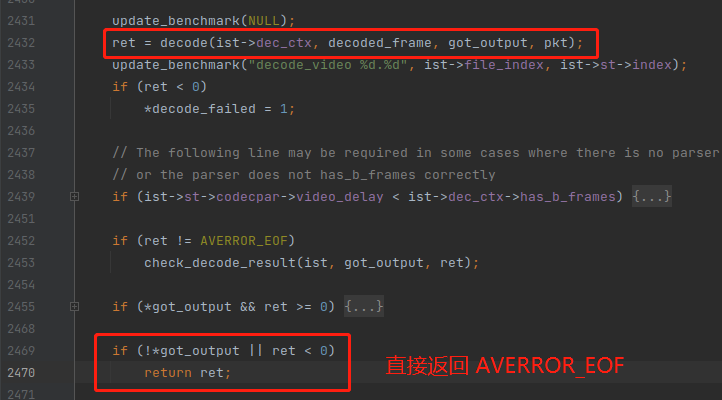 2431 update_benchmark(NULL);
2432 ret = decode(ist->dec_ctx, decoded_frame, got_output, pkt);
2433 update_benchmark("decode_video %d.%d", ist->file_index, ist->st->index);
2434 if (ret < 0)
2435 *decode_failed = 1;
2436
2437 // The following line may be required in some cases where there is no parser
2438 // or the parser does not has_b_frames correctly
2439 if (ist->st->codecpar->video_delay < ist->dec_ctx->has_b_frames) {...}
2451
2452 if (ret != AVERROR_EOF)
2453 check_decode_result(ist, got_output, ret);
2454
2455 if (*got_output && ret >= 0) {...}
2468
2469 if (!*got_output || ret < 0)
直接返回 AVERROR_EOF
2470 return ret;
2471